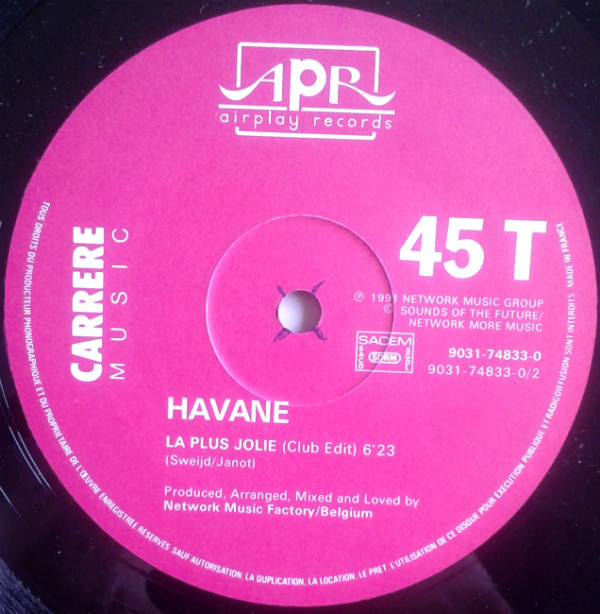 APR
airplay records
CARRERE
MUSIC
45 T
℗ 1991 NETWORK MUSIC GROUP
© SOUNDS OF THE FUTURE/
NETWORK MORE MUSIC
SACEM
SACD
SDRM
SGDL
9031-74833-0
9031-74833-0/2
HAVANE
LA PLUS JOLIE (Club Edit) 6'23
(Sweijd/Janot)
Produced, Arranged, Mixed and Loved by
Network Music Factory/Belgium
TOUS DROITS DU PRODUCTEUR PHONOGRAPHIQUE ET DU PROPRIETAIRE DE L'ŒUVRE ENREGISTREE RESERVES. SAUF AUTORISATION, LA DUPLICATION, LA LOCATION, LE PRET, L'UTILISATION DE CE DISQUE POUR EXECUTION PUBLIQUE ET RADIODIFFUSION SONT INTERDITS. MADE IN FRANCE